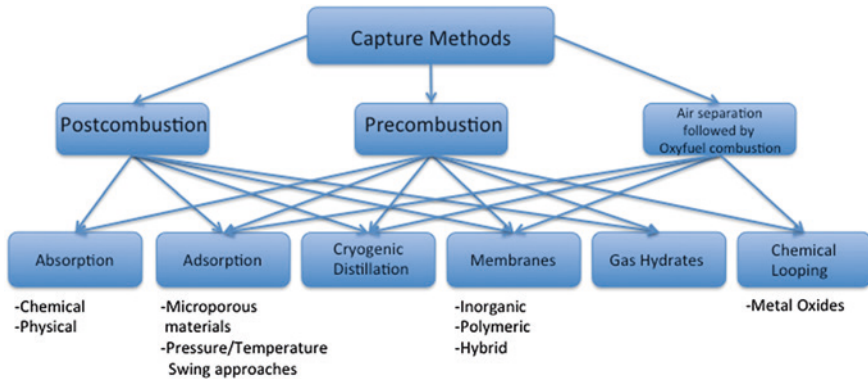 Capture Methods
Postcombustion
Precombustion
Air separation
followed by
Oxyfuel combustion
Absorption
Adsorption
Cryogenic
Distillation
Membranes
Gas Hydrates
Chemical
Looping
-Chemical
-Physical
-Microporous
materials
-Pressure/Temperature
Swing approaches
-Inorganic
-Polymeric
-Hybrid
-Metal Oxides